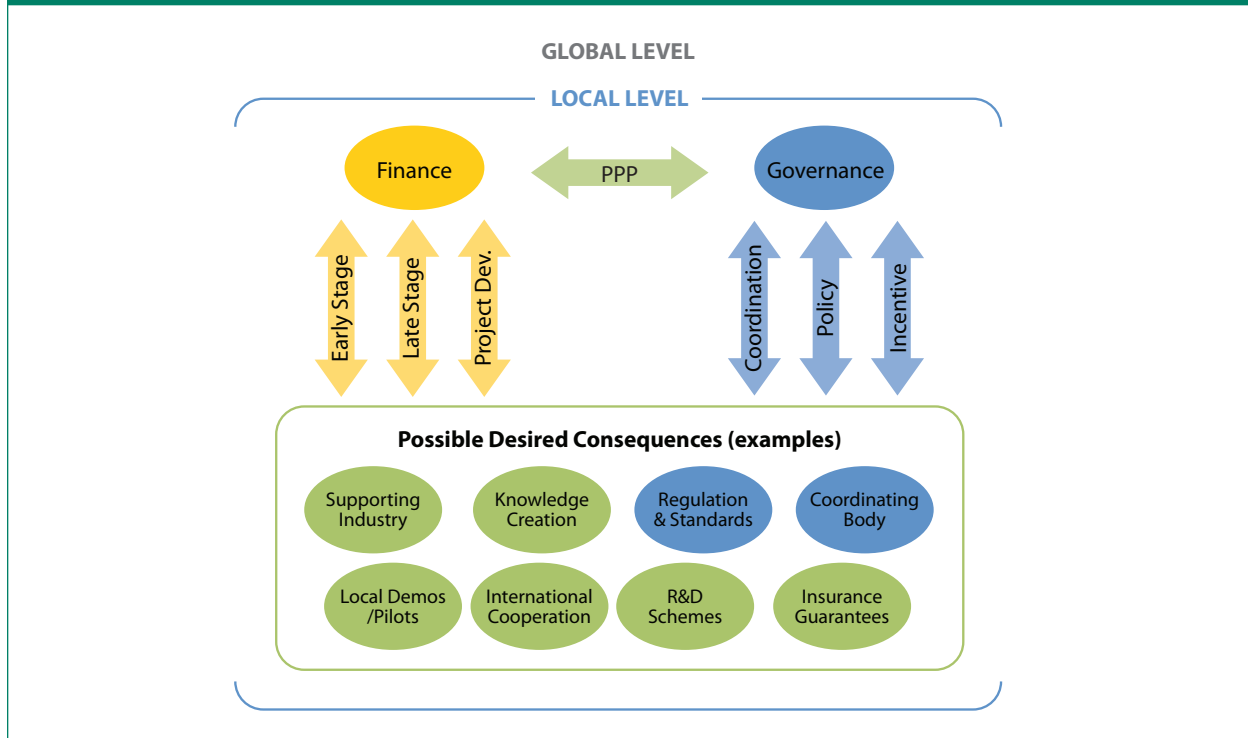 GLOBAL LEVEL
LOCAL LEVEL
Finance
PPP
Governance
Early Stage
Late Stage
Project Dev.
Coordination
Policy
Incentive
Possible Desired Consequences (examples)
Supporting
Industry
Knowledge
Creation
Regulation
& Standards
Coordinating
Body
Local Demos
/Pilots
International
Cooperation
R&D
Schemes
Insurance
Guarantees